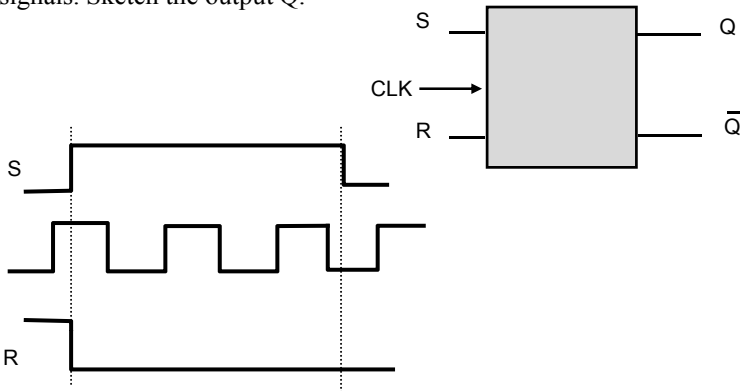 signals. Sketch the output Q.
S
Q
CLK
R
Q̅
S
R